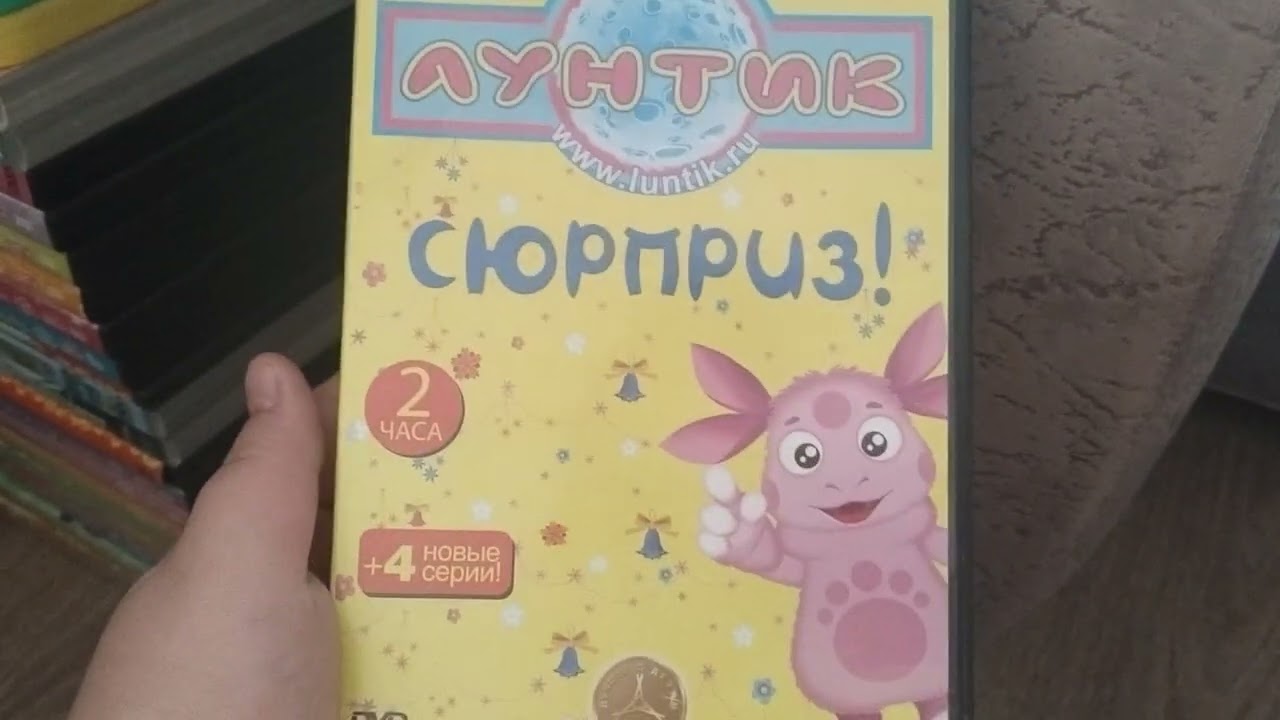 ЛУНТИК
www.luntik.ru
СЮРПРИЗ!
2
ЧАСА
+4 НОВЫЕ
СЕРИИ!